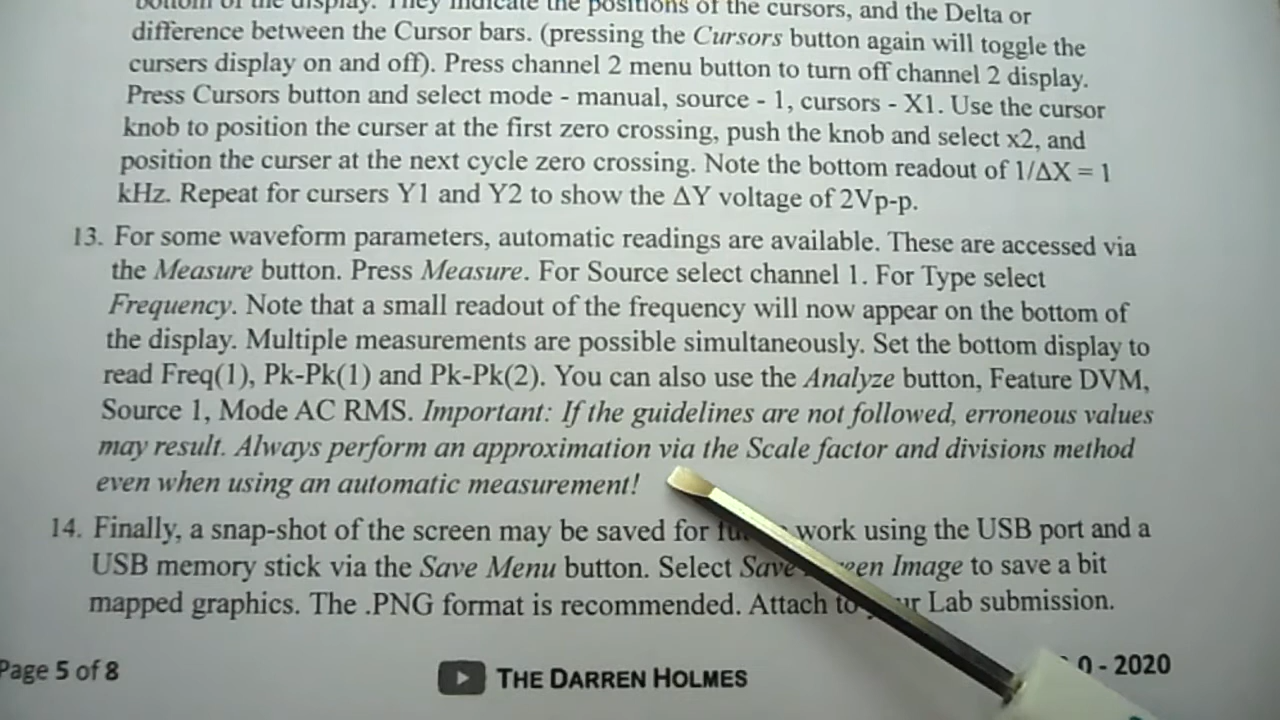 bottom of the display. They indicate the positions of the cursors, and the Delta or
difference between the Cursor bars. (pressing the Cursors button again will toggle the
cursers display on and off). Press channel 2 menu button to turn off channel 2 display.
Press Cursors button and select mode - manual, source - 1, cursors - X1. Use the cursor
knob to position the curser at the first zero crossing, push the knob and select x2, and
position the curser at the next cycle zero crossing. Note the bottom readout of 1/ΔX = 1
kHz. Repeat for cursers Y1 and Y2 to show the ΔY voltage of 2Vp-p.
13. For some waveform parameters, automatic readings are available. These are accessed via
the Measure button. Press Measure. For Source select channel 1. For Type select
Frequency. Note that a small readout of the frequency will now appear on the bottom of
the display. Multiple measurements are possible simultaneously. Set the bottom display to
read Freq(1), Pk-Pk(1) and Pk-Pk(2). You can also use the Analyze button, Feature DVM,
Source 1, Mode AC RMS. Important: If the guidelines are not followed, erroneous values
may result. Always perform an approximation via the Scale factor and divisions method
even when using an automatic measurement!
14. Finally, a snap-shot of the screen may be saved for work using the USB port and a
USB memory stick via the Save Menu button. Select Save Image to save a bit
mapped graphics. The .PNG format is recommended. Attach to Lab submission.
Page 5 of 8 THE DARREN HOLMES 0 - 2020